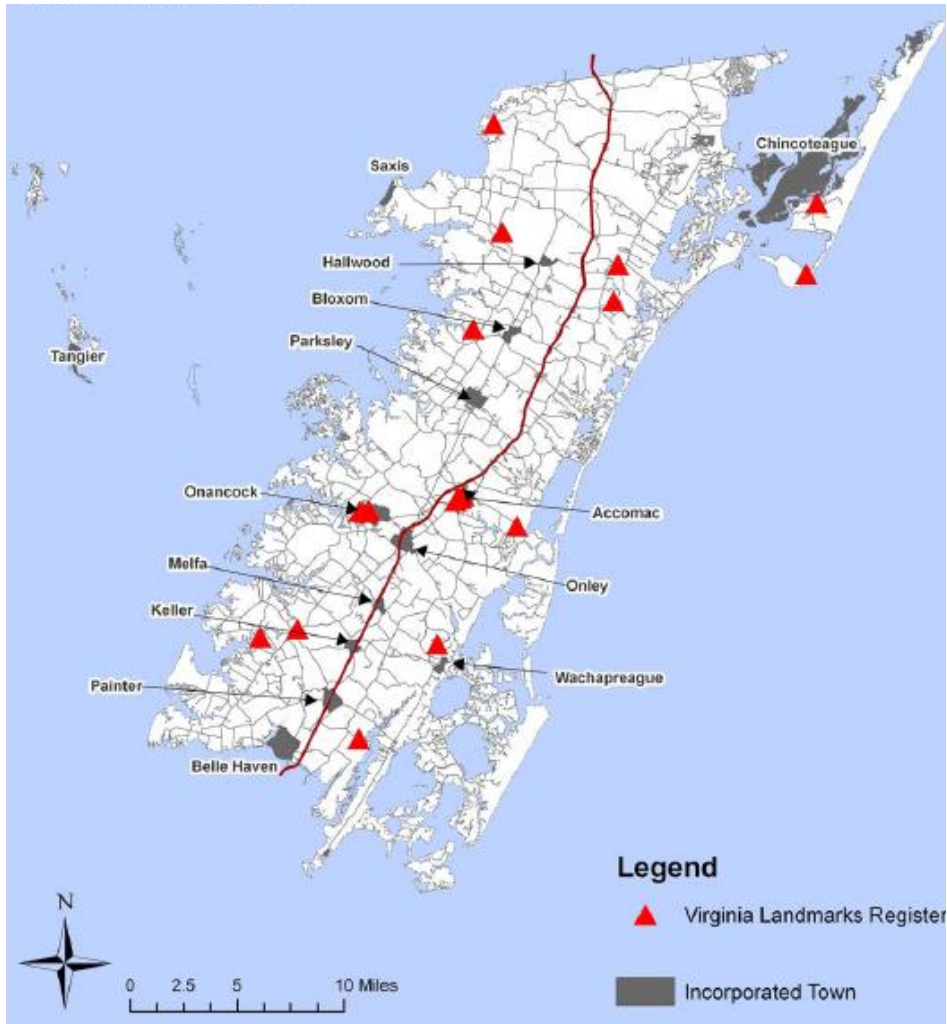 Chincoteague
Saxis
Hallwood
Bloxom
Parksley
Tangier
Onancock
Accomac
Melfa
Onley
Keller
Wachapreague
Painter
Belle Haven
Legend
N
Virginia Landmarks Register
0 2.5 5 10 Miles
Incorporated Town